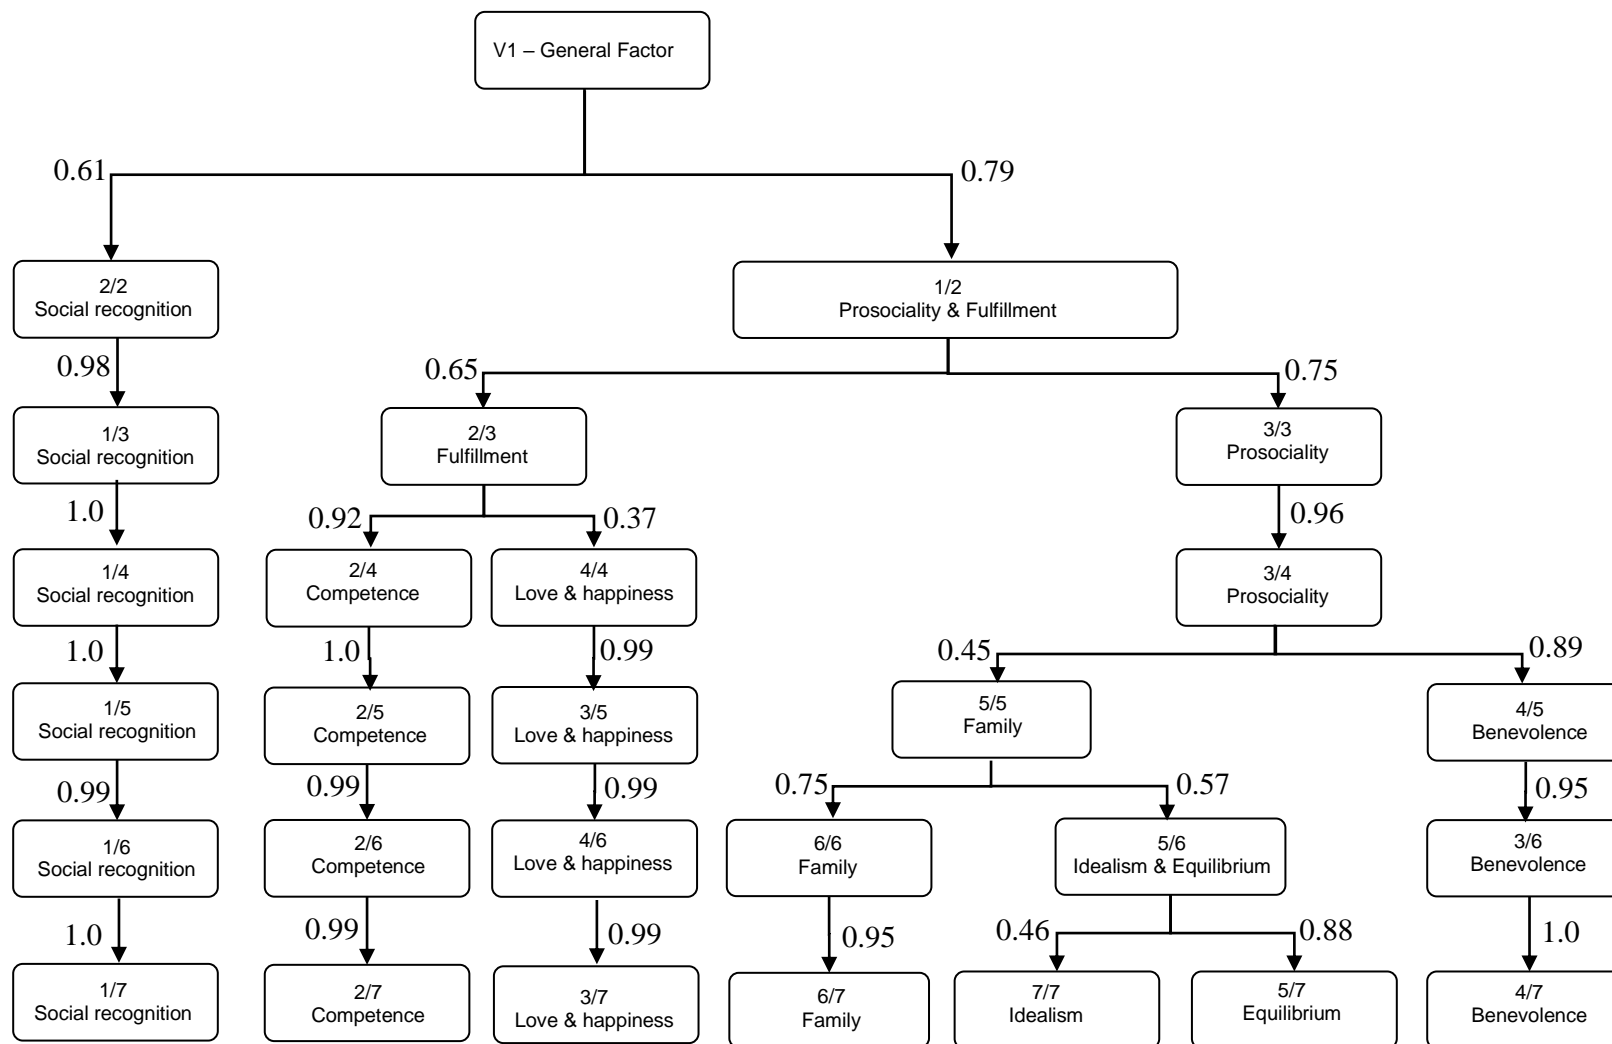 V1 – General Factor
0.61
0.79
2/2
Social recognition
1/2
Prosociality & Fulfillment
0.98
0.65
0.75
1/3
Social recognition
2/3
Fulfillment
3/3
Prosociality
1.0
0.92
0.37
0.96
1/4
Social recognition
2/4
Competence
4/4
Love & happiness
3/4
Prosociality
1.0
1.0
0.99
0.45
0.89
1/5
Social recognition
2/5
Competence
3/5
Love & happiness
5/5
Family
4/5
Benevolence
0.99
0.99
0.99
0.75
0.57
0.95
1/6
Social recognition
2/6
Competence
4/6
Love & happiness
6/6
Family
5/6
Idealism & Equilibrium
3/6
Benevolence
1.0
0.99
0.99
0.95
0.46
0.88
1.0
1/7
Social recognition
2/7
Competence
3/7
Love & happiness
6/7
Family
7/7
Idealism
5/7
Equilibrium
4/7
Benevolence